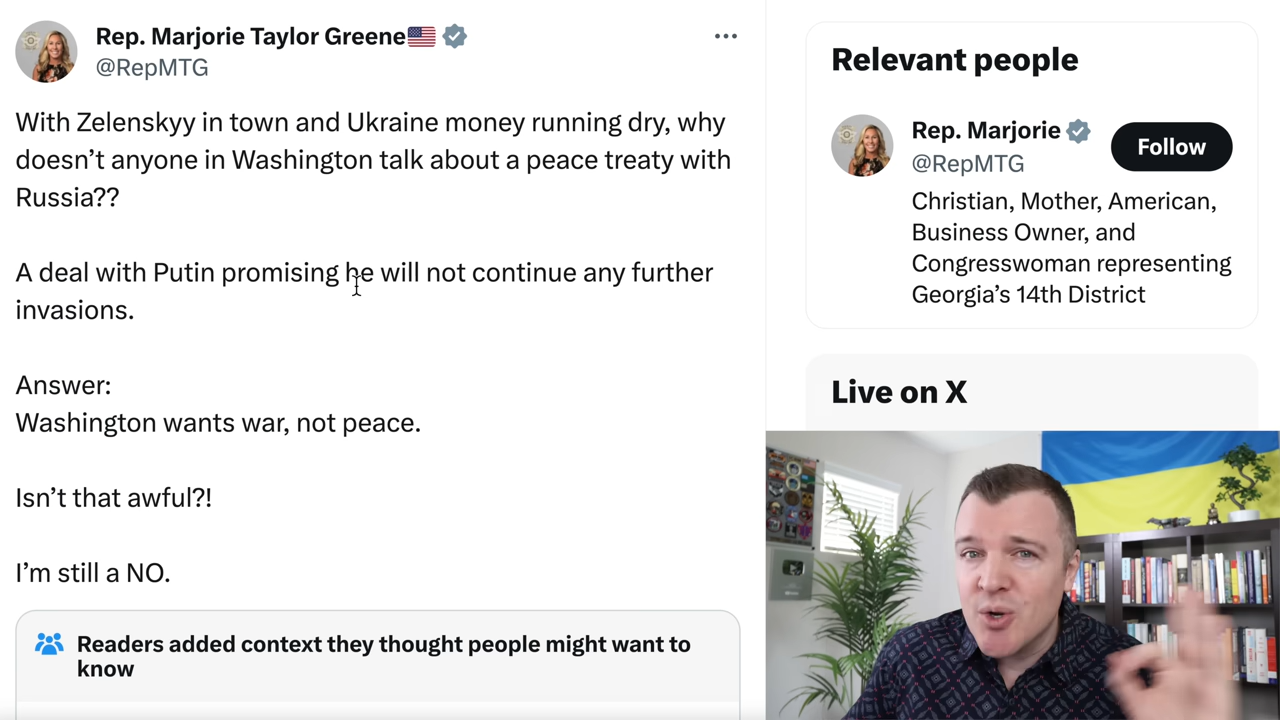 Rep. Marjorie Taylor Greene🇺🇸
@RepMTG
With Zelenskyy in town and Ukraine money running dry, why
doesn’t anyone in Washington talk about a peace treaty with
Russia??
A deal with Putin promising he will not continue any further
invasions.
Answer:
Washington wants war, not peace.
Isn’t that awful?!
I’m still a NO.
Readers added context they thought people might want to
know
Relevant people
Rep. Marjorie
@RepMTG
Follow
Christian, Mother, American,
Business Owner, and
Congresswoman representing
Georgia’s 14th District
Live on X